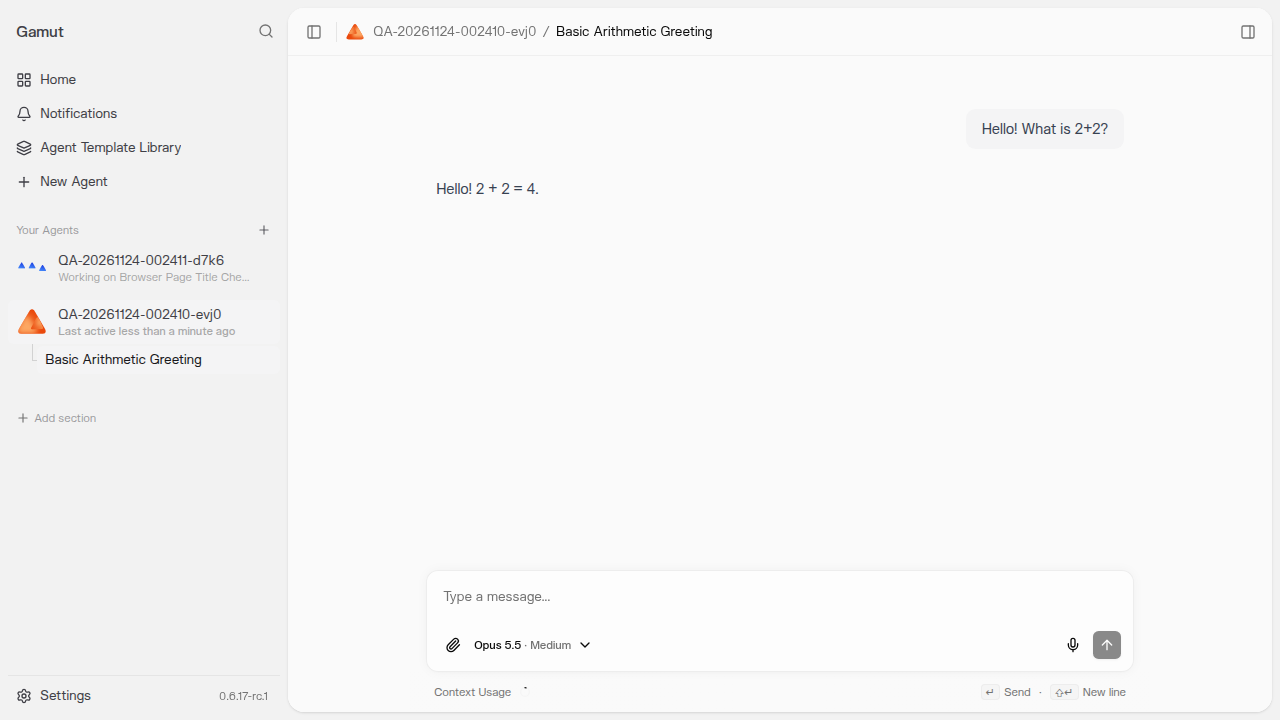 Gamut
Home
Notifications
Agent Template Library
New Agent
Your Agents
QA-20261124-002411-d7k6
Working on Browser Page Title Che...
QA-20261124-002410-evj0
Last active less than a minute ago
Basic Arithmetic Greeting
Add section
Settings
0.6.17-rc.1
QA-20261124-002410-evj0 / Basic Arithmetic Greeting
Hello! What is 2+2?
Hello! 2 + 2 = 4.
Type a message...
Opus 5.5 · Medium
Context Usage
Send · New line